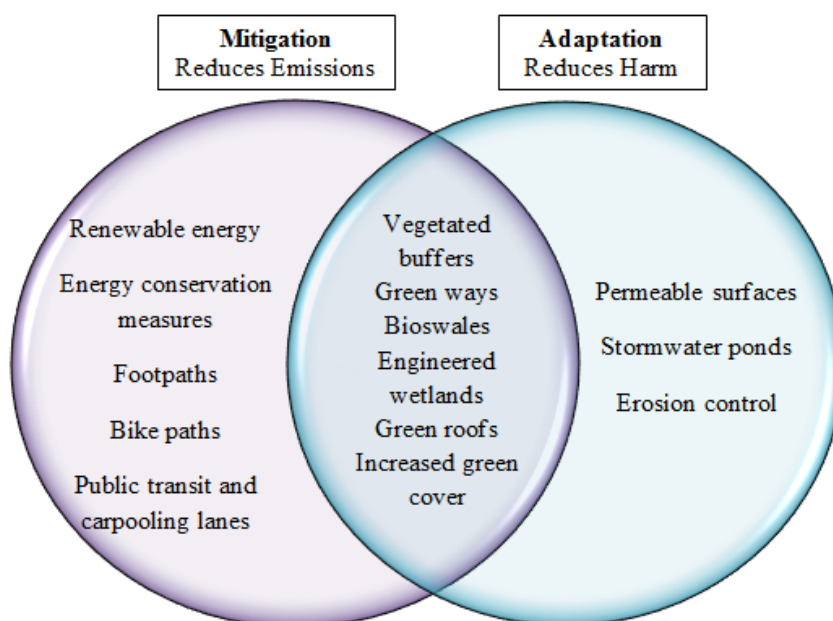 Mitigation
Reduces Emissions
Adaptation
Reduces Harm
Renewable energy
Energy conservation
measures
Footpaths
Bike paths
Public transit and
carpooling lanes
Vegetated
buffers
Green ways
Bioswales
Engineered
wetlands
Green roofs
Increased green
cover
Permeable surfaces
Stormwater ponds
Erosion control